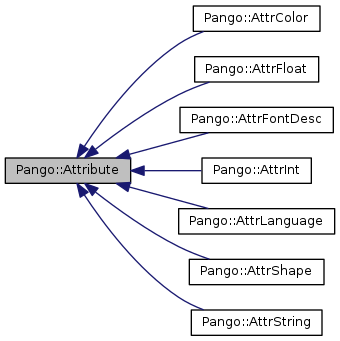 Pango::AttrColor
Pango::AttrFloat
Pango::AttrFontDesc
Pango::Attribute
Pango::AttrInt
Pango::AttrLanguage
Pango::AttrShape
Pango::AttrString